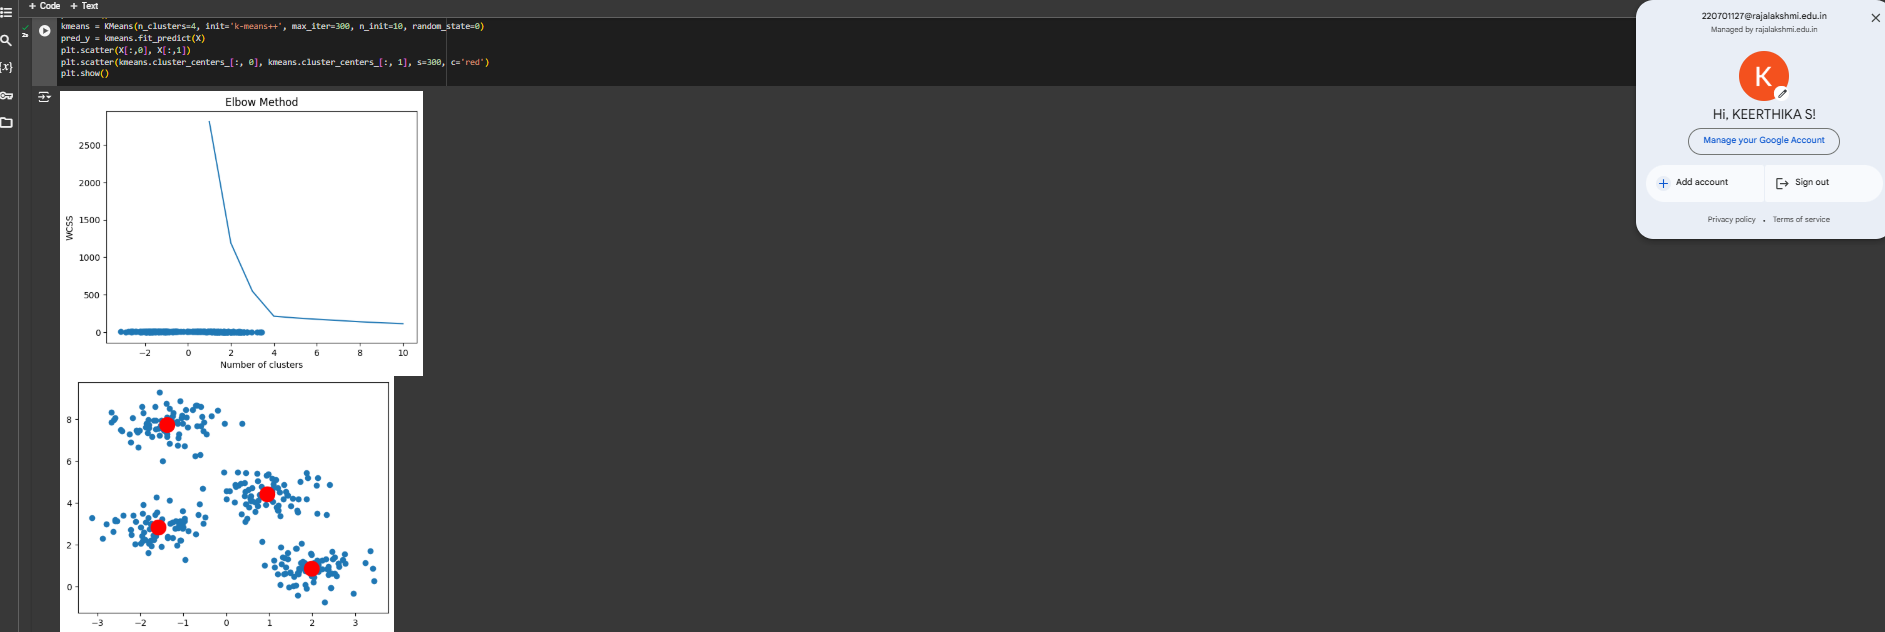 + Code + Text
kmeans = KMeans(n_clusters=4, init='k-means++', max_iter=300, n_init=10, random_state=0)
pred_y = kmeans.fit_predict(X)
plt.scatter(X[:,0], X[:,1])
plt.scatter(kmeans.cluster_centers_[:, 0], kmeans.cluster_centers_[:, 1], s=300, c='red')
plt.show()
{x}
Elbow Method
2500
2000
1500
1000
500
0
WCSS
−2 0 2 4 6 8 10
Number of clusters
8
6
4
2
0
−3 −2 −1 0 1 2 3
220701127@rajalakshmi.edu.in
Managed by rajalakshmi.edu.in
K
Hi, KEERTHIKA S!
Manage your Google Account
+ Add account
Sign out
Privacy policy • Terms of service